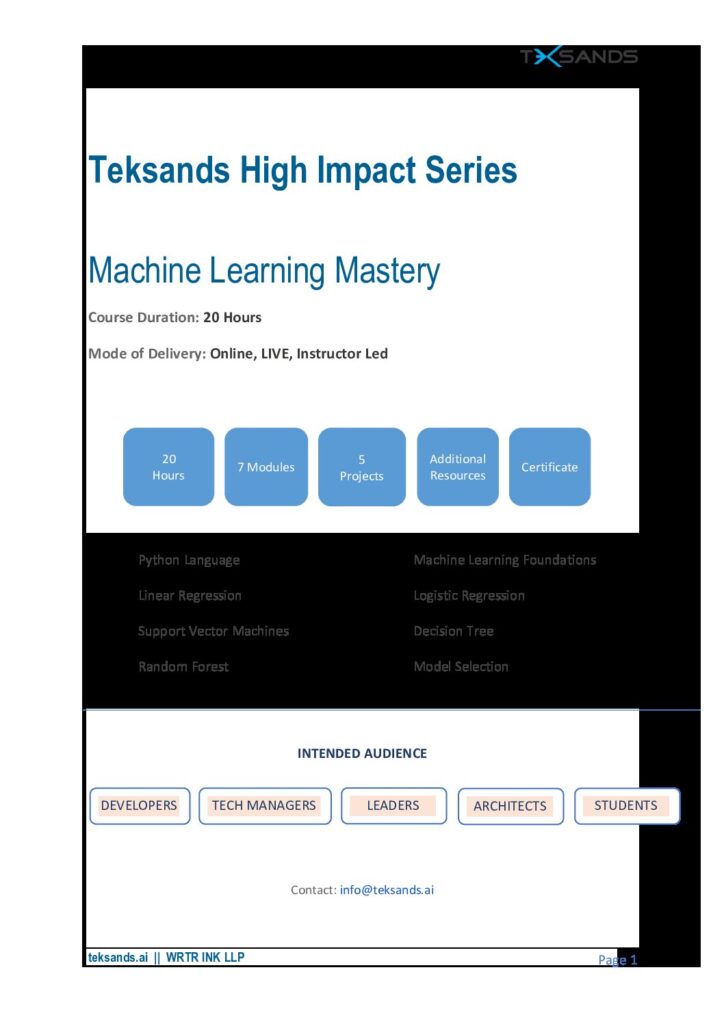 TEKSANDS
Teksands High Impact Series
Machine Learning Mastery
Course Duration: 20 Hours
Mode of Delivery: Online, LIVE, Instructor Led
20
Hours
7 Modules
5
Projects
Additional
Resources
Certificate
Python Language
Machine Learning Foundations
Linear Regression
Logistic Regression
Support Vector Machines
Decision Tree
Random Forest
Model Selection
INTENDED AUDIENCE
DEVELOPERS
TECH MANAGERS
LEADERS
ARCHITECTS
STUDENTS
Contact: info@teksands.ai
teksands.ai || WRTR INK LLP
Page 1